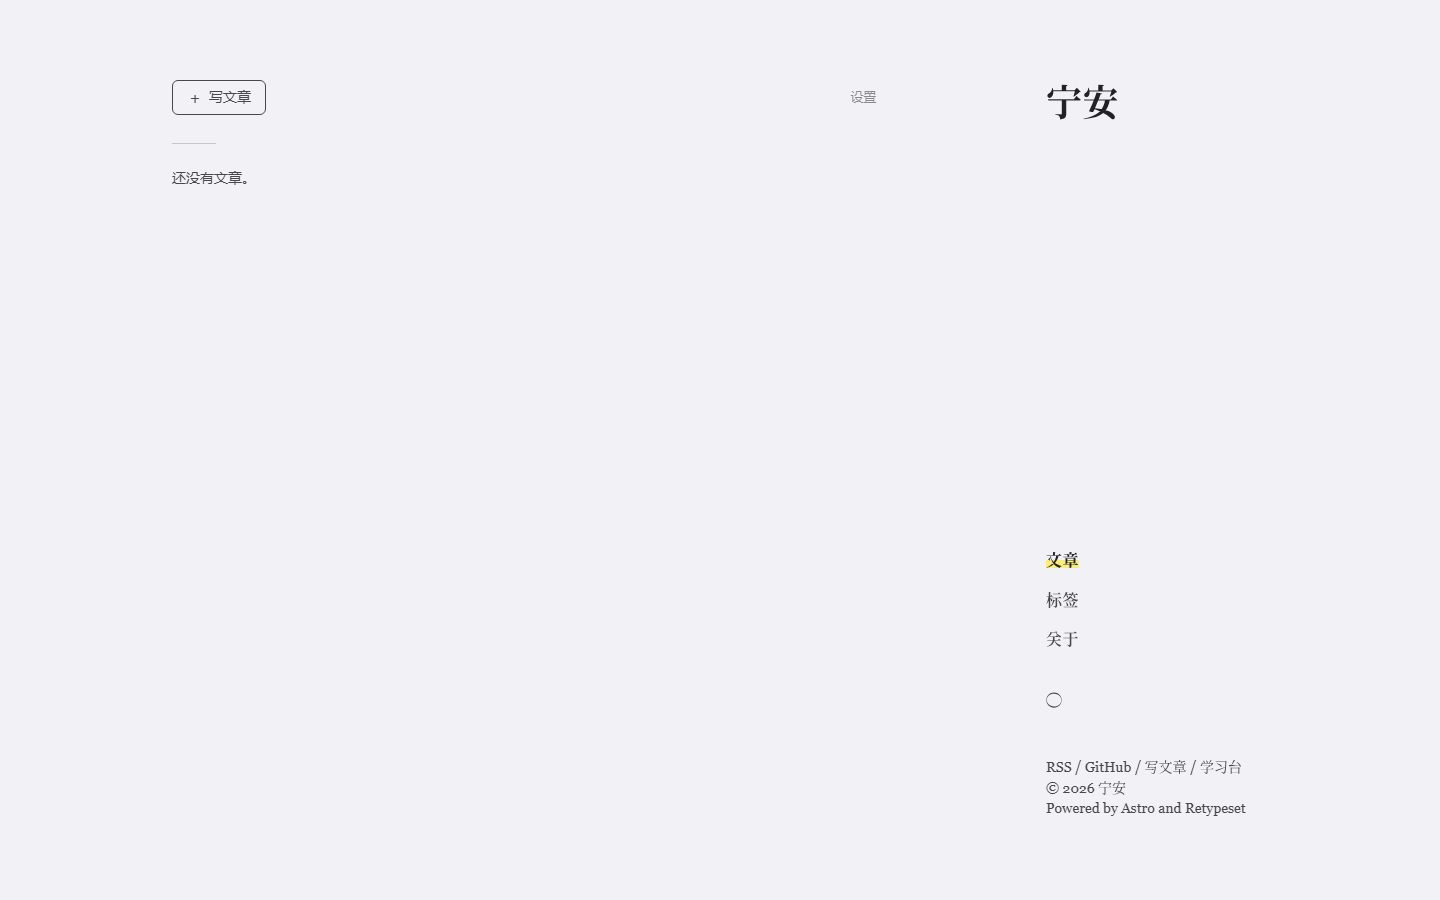 + 写文章
设置
宁安
还没有文章。
文章
标签
关于
RSS / GitHub / 写文章 / 学习台
© 2026 宁安
Powered by Astro and Retypeset